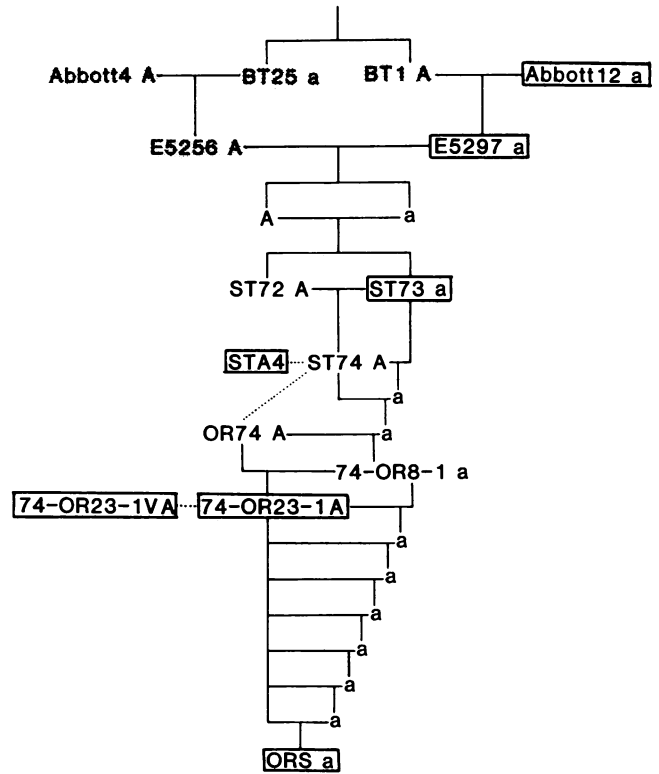 Abbott4 A BT25 a BT1 A Abbott12 a
E5256 A E5297 a
A a
ST72 A ST73 a
STA4 ST74 A
a
OR74 A a
74-OR8-1 a
74-OR23-1VA 74-OR23-1A
a
a
a
a
a
a
ORS a